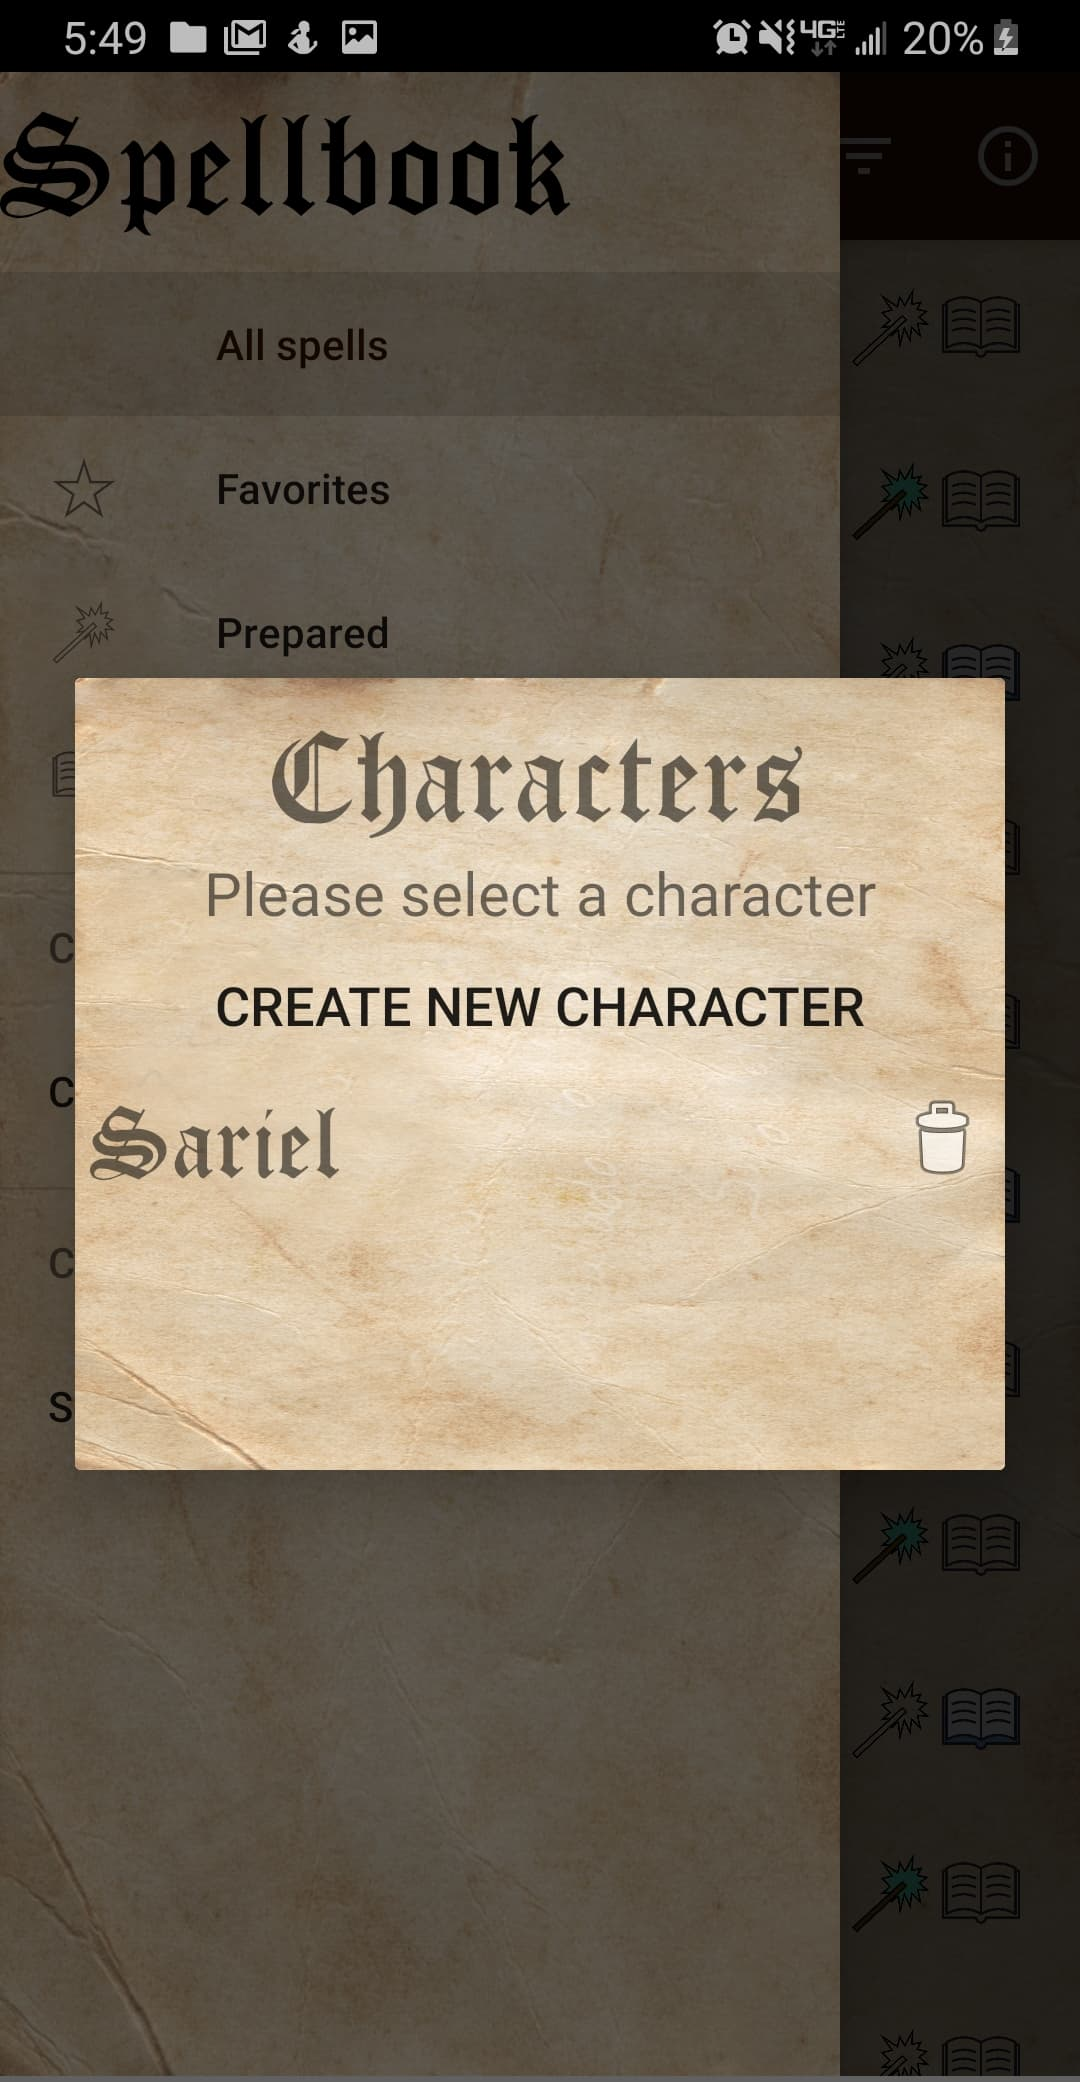 5:49 4G LTE 20%
Spellbook
All spells
Favorites
Prepared
Characters
Please select a character
CREATE NEW CHARACTER
Sariel